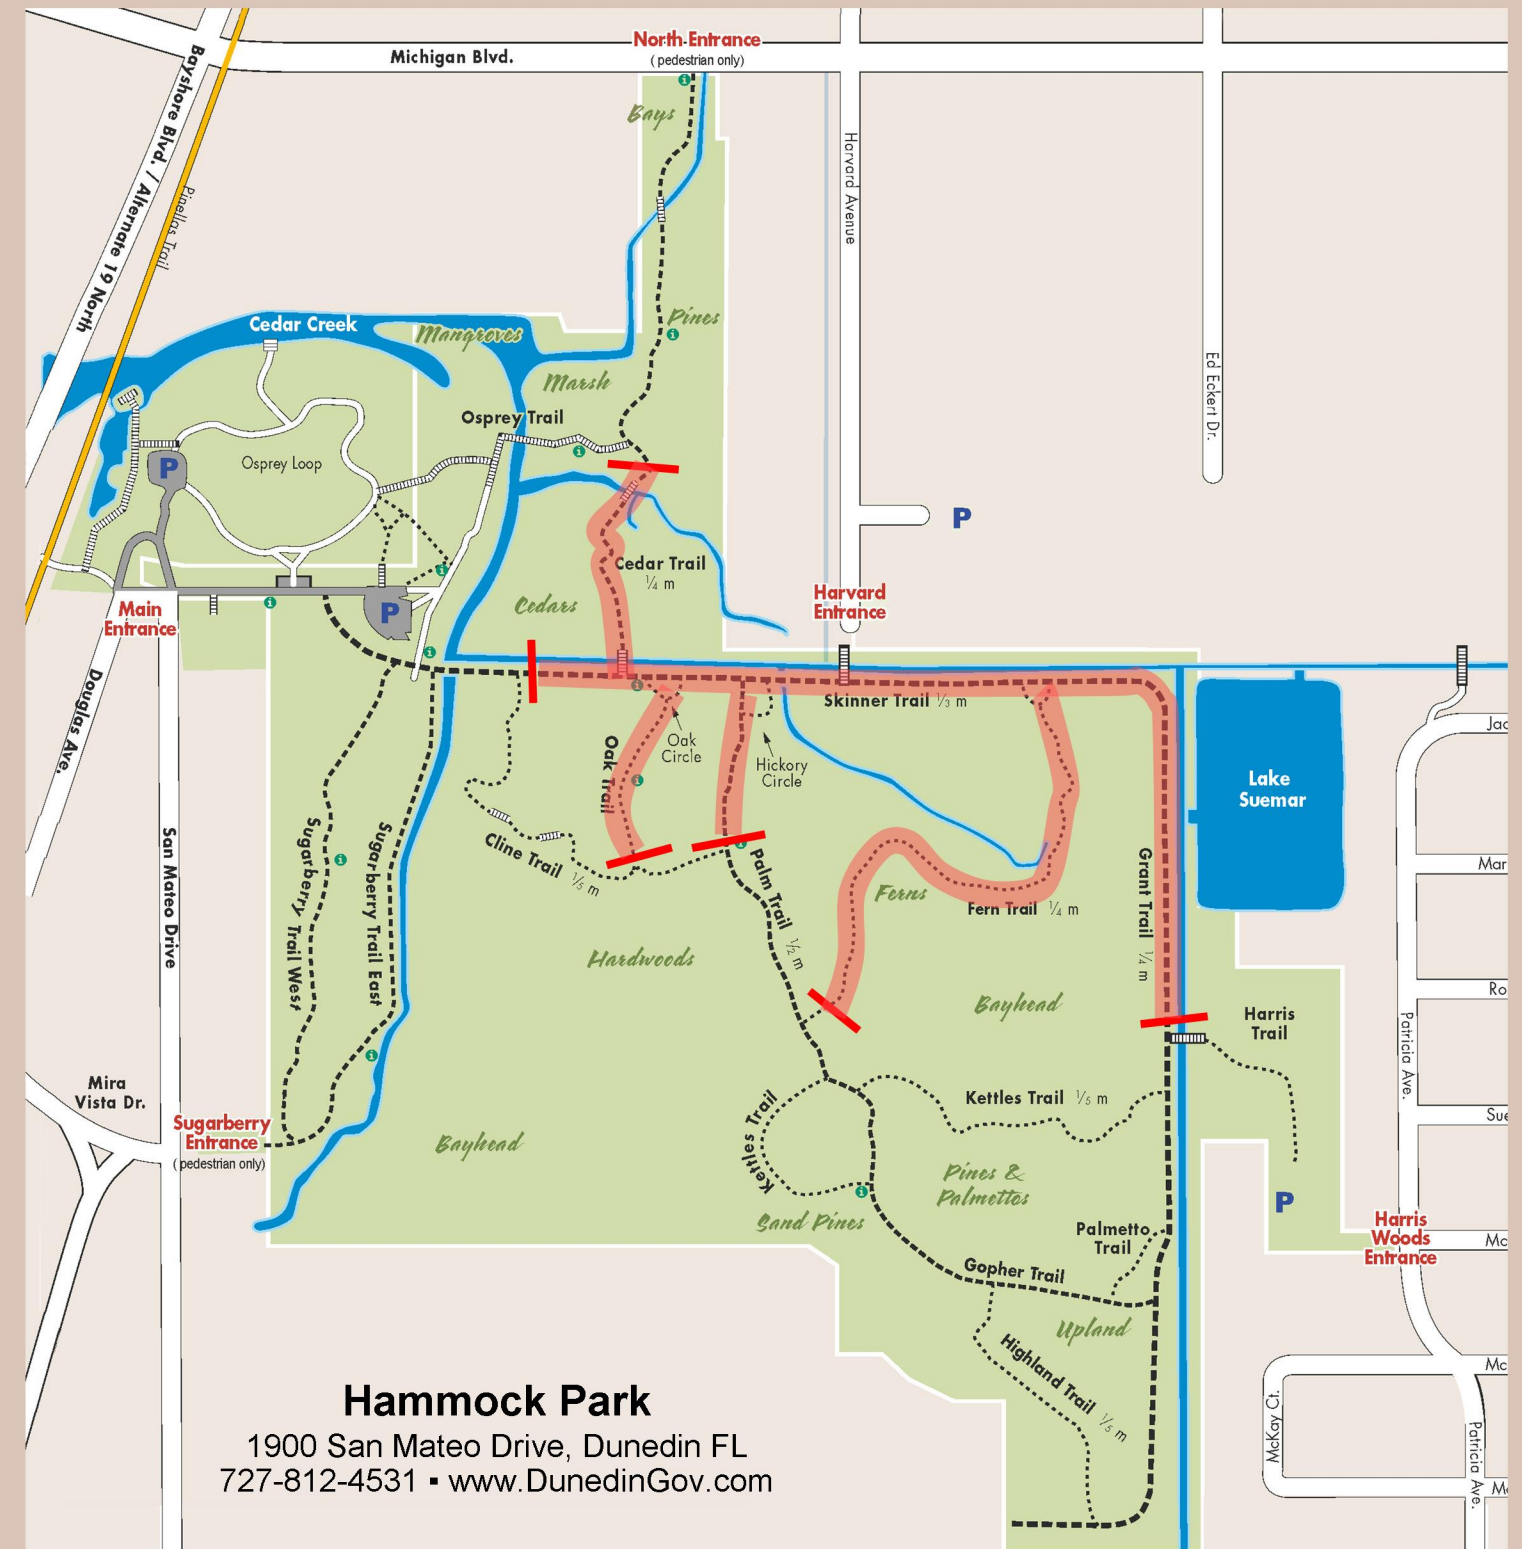 North Entrance
( pedestrian only)
Michigan Blvd.
Bayshore Blvd. / Alternate 19 North
Pinellas Trail
Bays
Harvard Avenue
Pines
Cedar Creek
Mangroves
Marsh
Ed Eckert Dr.
Osprey Trail
Osprey Loop
P
P
Cedar Trail
1/4 m
Cedars
Harvard
Entrance
Main
Entrance
P
Douglas Ave.
Skinner Trail 1/3 m
Oak
Circle
Oak Trail
Hickory
Circle
Jac
Lake
Suemar
San Mateo Drive
Sugarberry Trail West
Sugarberry Trail East
Cline Trail 1/5 m
Palm Trail 1/2 m
Ferns
Fern Trail 1/4 m
Grant Trail 1/4 m
Mar
Hardwoods
Bayhead
Ro
Harris
Trail
Patricia Ave.
Mira
Vista Dr.
Kettles Trail
Kettles Trail 1/5 m
Sue
Sugarberry
Entrance
( pedestrian only)
Bayhead
Pines &
Palmettos
P
Sand Pines
Palmetto
Trail
Harris
Woods
Entrance
Mc
Gopher Trail
Upland
Highland Trail 1/5 m
Mc
McKay Ct.
Patricia Ave.
Hammock Park
1900 San Mateo Drive, Dunedin FL
727-812-4531 ▪ www.DunedinGov.com